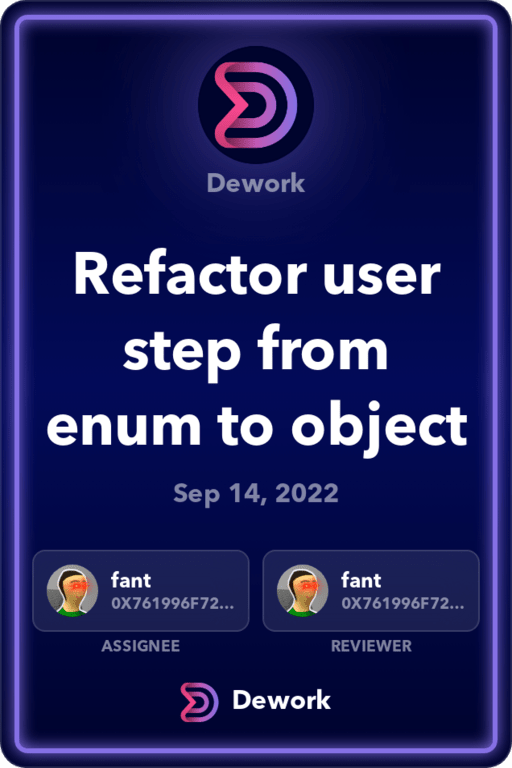 Dework
Refactor user
step from
enum to object
Sep 14, 2022
fant
0X761996F72...
ASSIGNEE
fant
0X761996F72...
REVIEWER
Dework